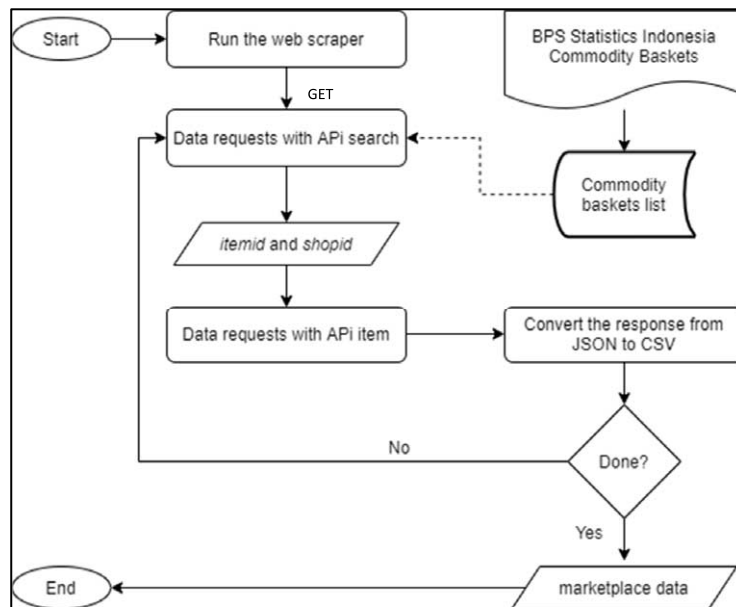 Start
Run the web scraper
BPS Statistics Indonesia
Commodity Baskets
GET
Data requests with APi search
Commodity
baskets list
itemid and shopid
Data requests with APi item
Convert the response from
JSON to CSV
No
Done?
Yes
End
marketplace data